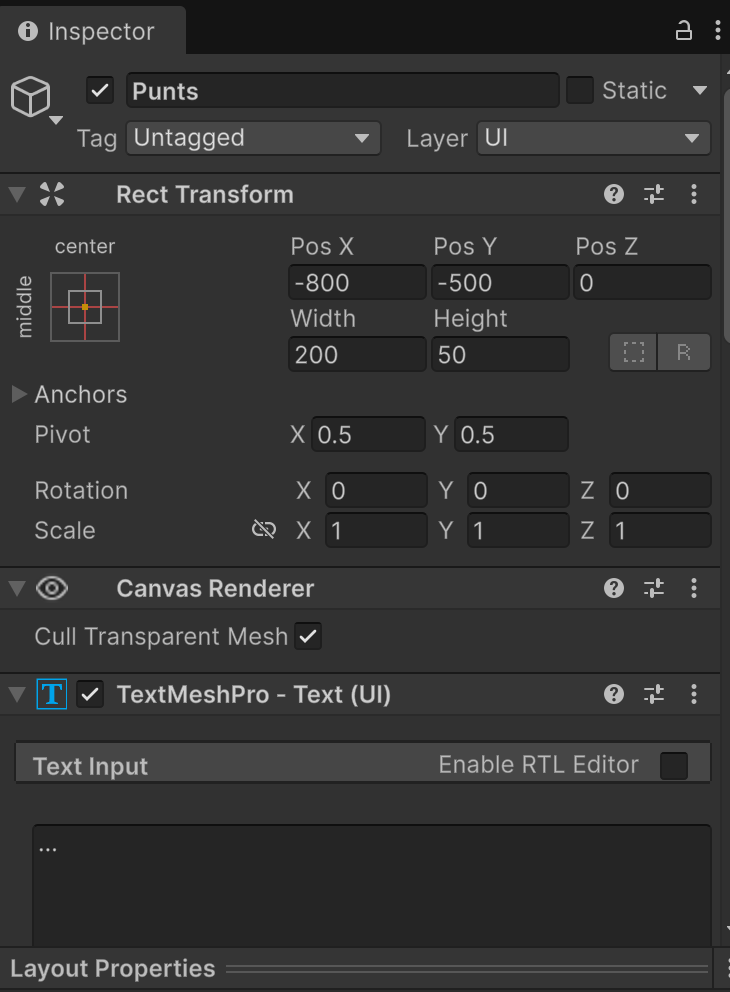 Inspector
Punts
Static
Tag Untagged Layer UI
Rect Transform
center
middle
Pos X Pos Y Pos Z
-800 -500 0
Width Height
200 50
R
Anchors
Pivot X 0.5 Y 0.5
Rotation X 0 Y 0 Z 0
Scale X 1 Y 1 Z 1
Canvas Renderer
Cull Transparent Mesh
T TextMeshPro - Text (UI)
Text Input Enable RTL Editor
...
Layout Properties